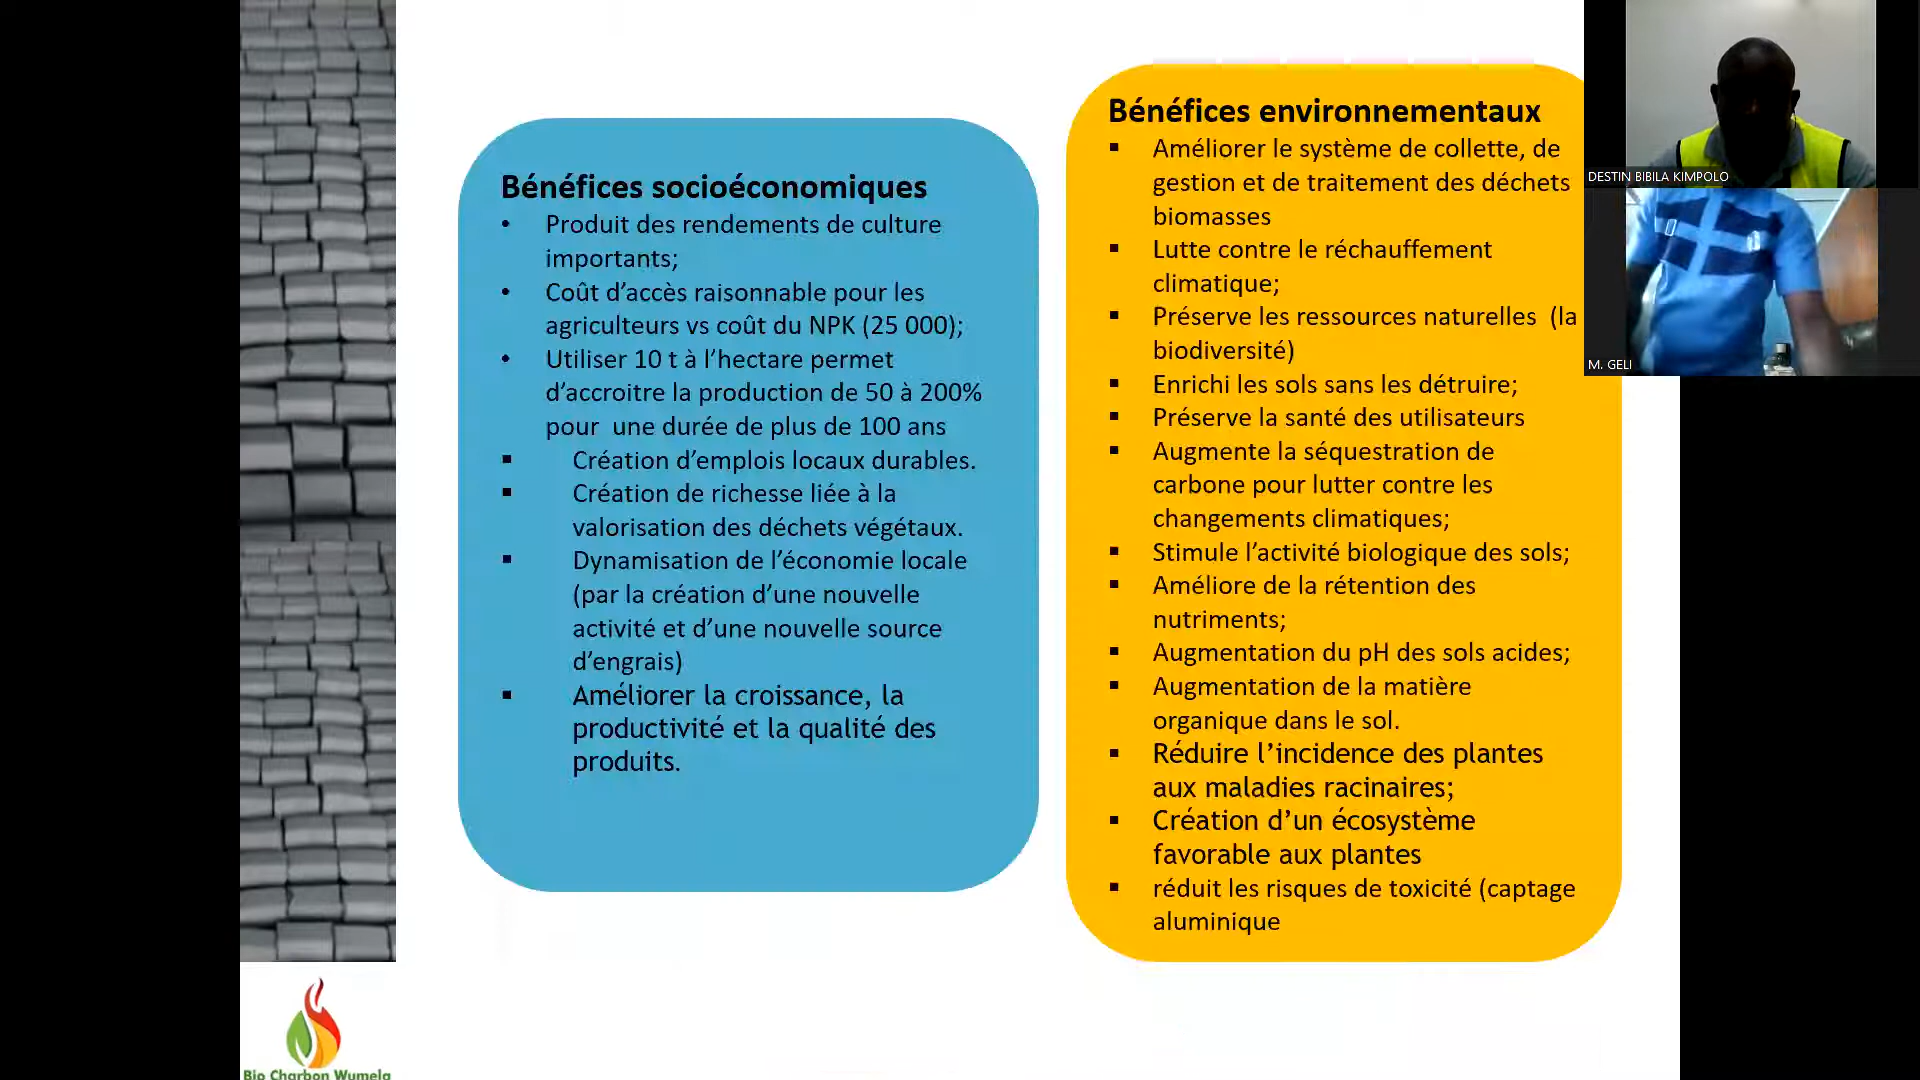 Bénéfices socioéconomiques
• Produit des rendements de culture
importants;
• Coût d’accès raisonnable pour les
agriculteurs vs coût du NPK (25 000);
• Utiliser 10 t à l’hectare permet
d’accroitre la production de 50 à 200%
pour une durée de plus de 100 ans
▪ Création d’emplois locaux durables.
▪ Création de richesse liée à la
valorisation des déchets végétaux.
▪ Dynamisation de l’économie locale
(par la création d’une nouvelle
activité et d’une nouvelle source
d’engrais)
▪ Améliorer la croissance, la
productivité et la qualité des
produits.
Bénéfices environnementaux
▪ Améliorer le système de collette, de
gestion et de traitement des déchets
biomasses
▪ Lutte contre le réchauffement
climatique;
▪ Préserve les ressources naturelles (la
biodiversité)
▪ Enrichi les sols sans les détruire;
▪ Préserve la santé des utilisateurs
▪ Augmente la séquestration de
carbone pour lutter contre les
changements climatiques;
▪ Stimule l’activité biologique des sols;
▪ Améliore de la rétention des
nutriments;
▪ Augmentation du pH des sols acides;
▪ Augmentation de la matière
organique dans le sol.
▪ Réduire l’incidence des plantes
aux maladies racinaires;
▪ Création d’un écosystème
favorable aux plantes
▪ réduit les risques de toxicité (captage
aluminique
DESTIN BIBILA KIMPOLO
M. GELI
Bio Charbon Wumela